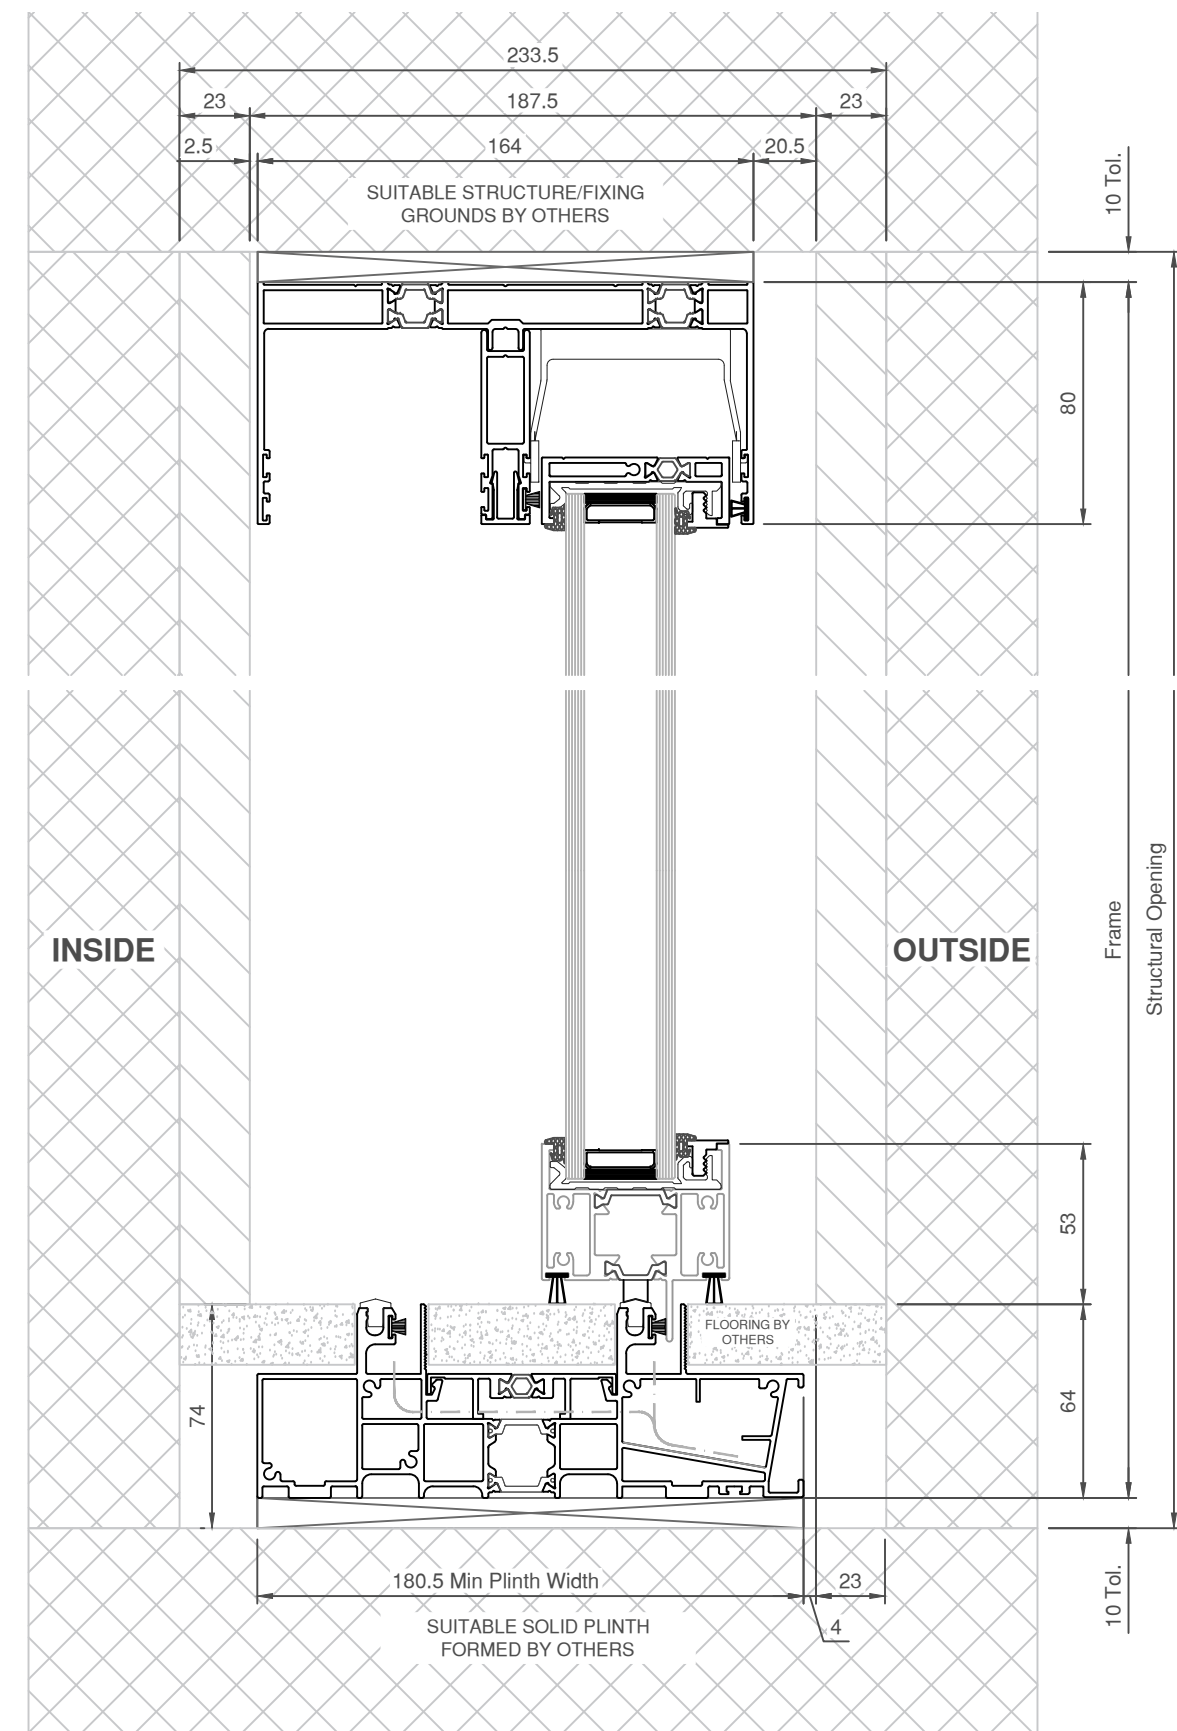 233.5
23
187.5
23
2.5
164
20.5
SUITABLE STRUCTURE/FIXING
GROUNDS BY OTHERS
10 Tol.
80
INSIDE
OUTSIDE
Frame
Structural Opening
53
FLOORING BY
OTHERS
74
64
180.5 Min Plinth Width
23
4
10 Tol.
SUITABLE SOLID PLINTH
FORMED BY OTHERS